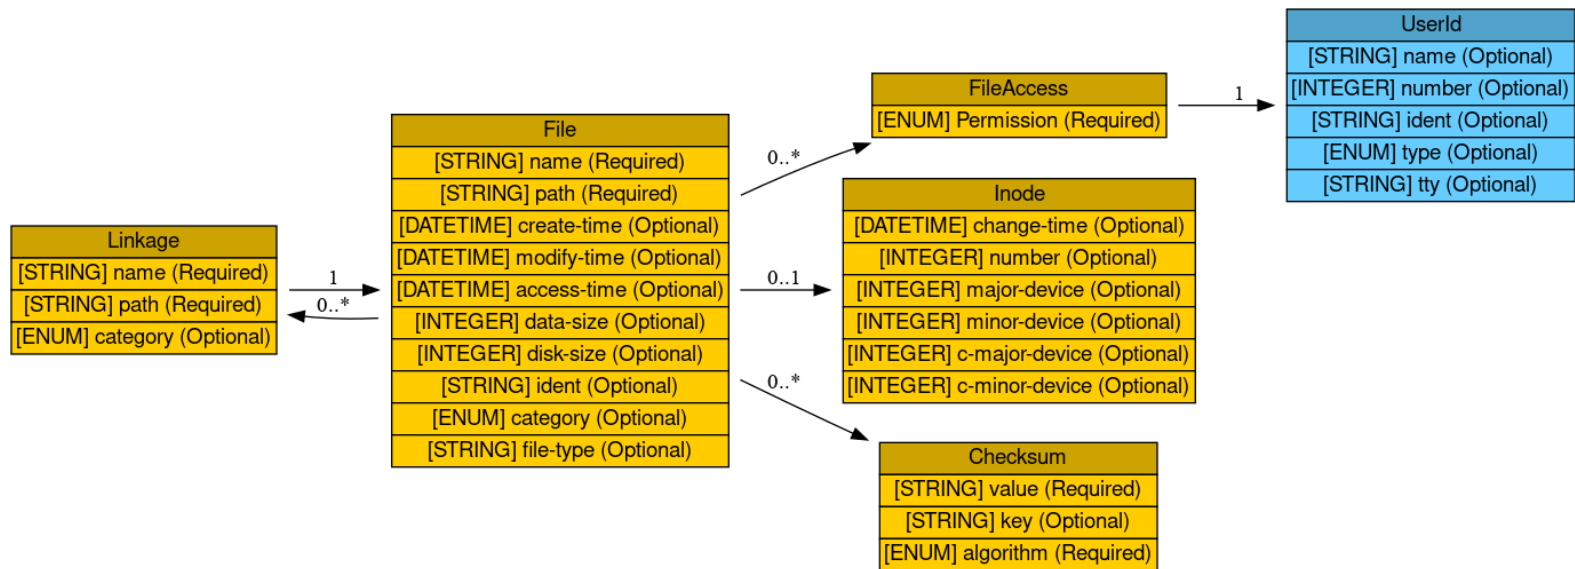 Linkage
[STRING] name (Required)
[STRING] path (Required)
[ENUM] category (Optional)
1
0..*
File
[STRING] name (Required)
[STRING] path (Required)
[DATETIME] create-time (Optional)
[DATETIME] modify-time (Optional)
[DATETIME] access-time (Optional)
[INTEGER] data-size (Optional)
[INTEGER] disk-size (Optional)
[STRING] ident (Optional)
[ENUM] category (Optional)
[STRING] file-type (Optional)
0..*
0..1
0..*
FileAccess
[ENUM] Permission (Required)
1
Inode
[DATETIME] change-time (Optional)
[INTEGER] number (Optional)
[INTEGER] major-device (Optional)
[INTEGER] minor-device (Optional)
[INTEGER] c-major-device (Optional)
[INTEGER] c-minor-device (Optional)
Checksum
[STRING] value (Required)
[STRING] key (Optional)
[ENUM] algorithm (Required)
UserId
[STRING] name (Optional)
[INTEGER] number (Optional)
[STRING] ident (Optional)
[ENUM] type (Optional)
[STRING] tty (Optional)